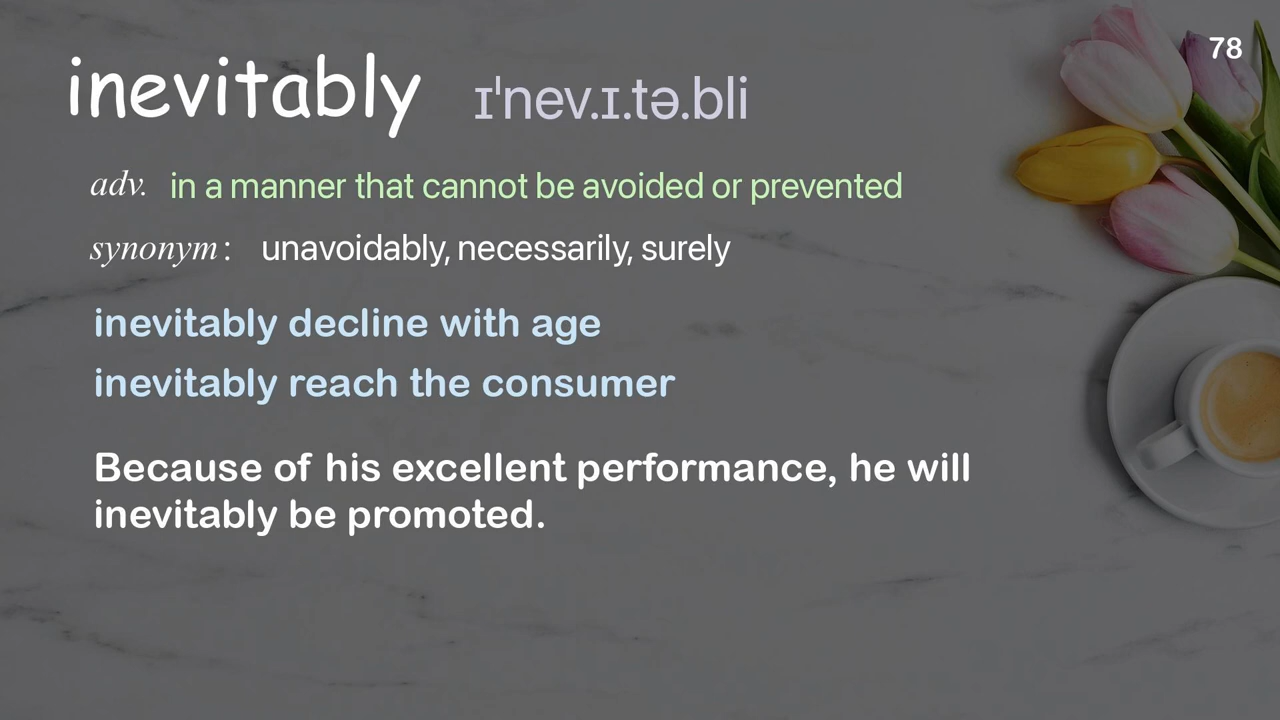 78
inevitably ɪˈnev.ɪ.tə.bli
adv. in a manner that cannot be avoided or prevented
synonym: unavoidably, necessarily, surely
inevitably decline with age
inevitably reach the consumer
Because of his excellent performance, he will
inevitably be promoted.